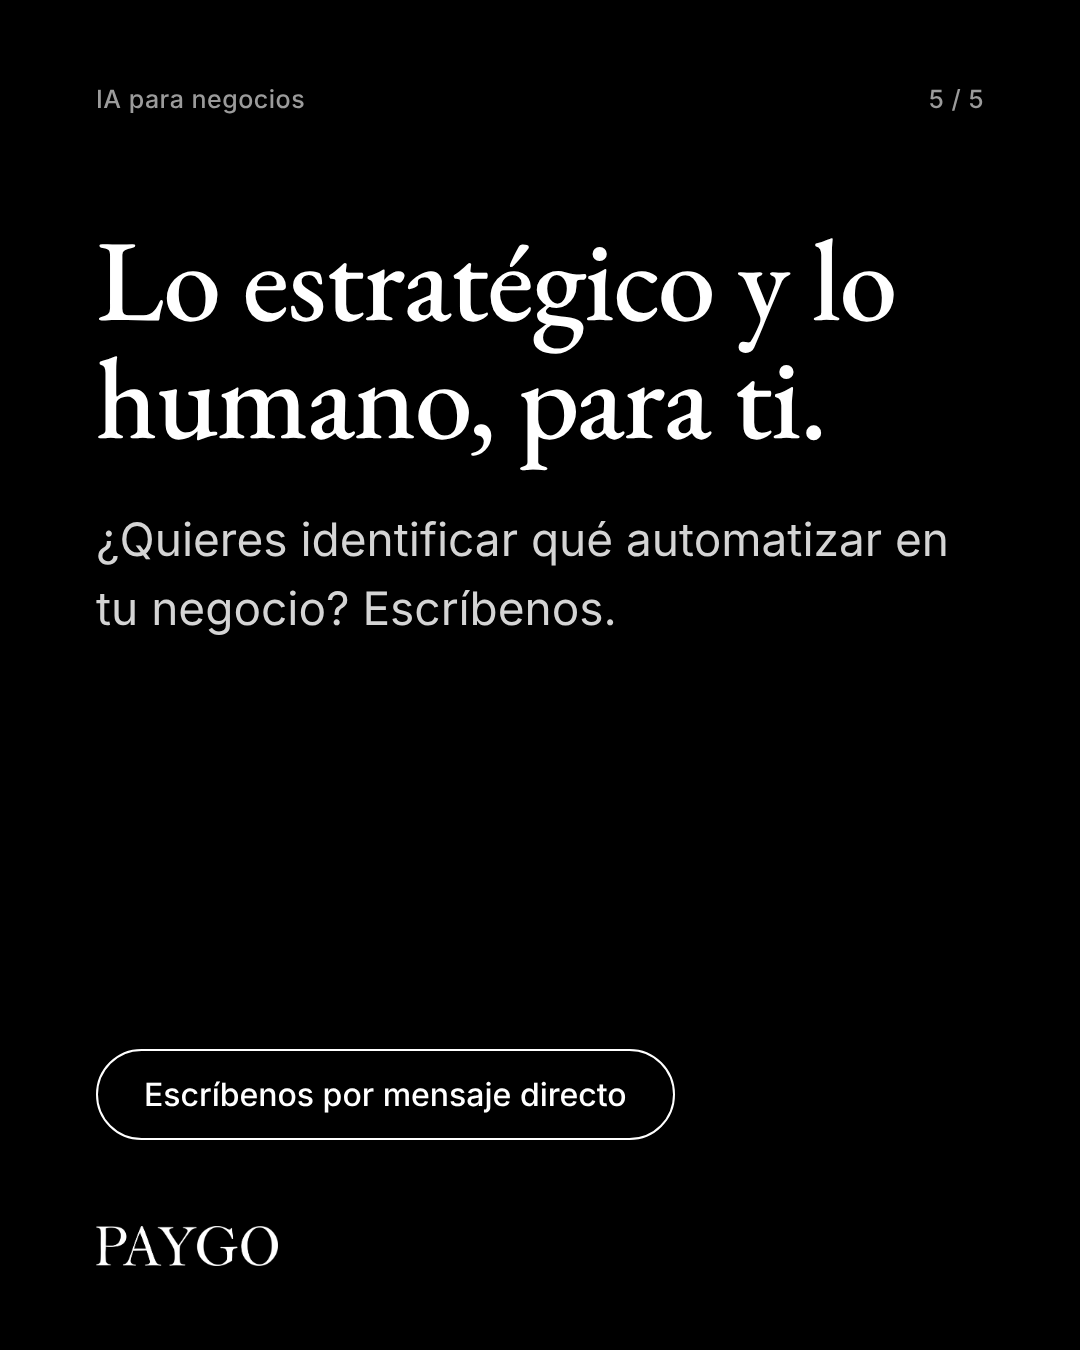 IA para negocios
5 / 5
Lo estratégico y lo
humano, para ti.
¿Quieres identificar qué automatizar en
tu negocio? Escríbenos.
Escríbenos por mensaje directo
PAYGO